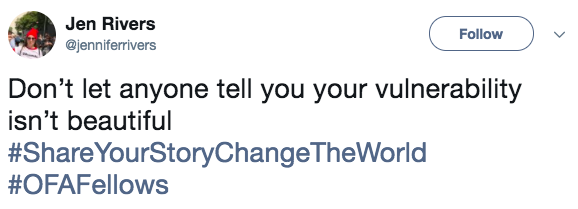 Jen Rivers
@jenniferrivers
Follow
Don’t let anyone tell you your vulnerability
isn’t beautiful
#ShareYourStoryChangeTheWorld
#OFAFellows